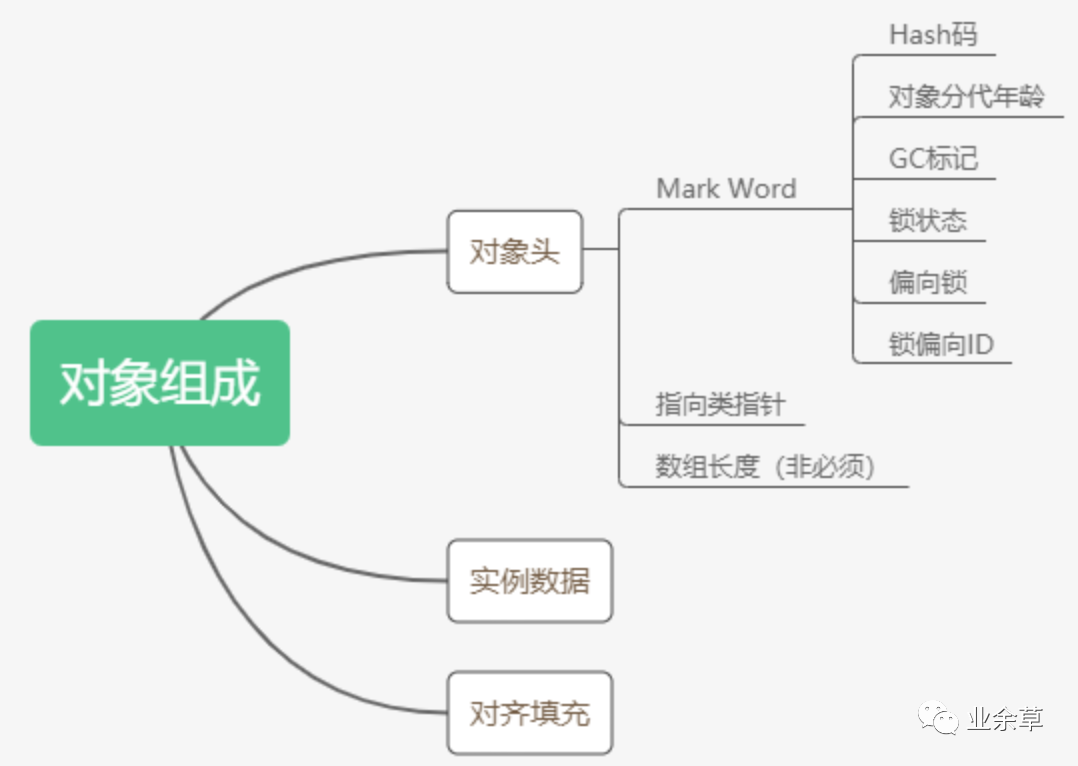 对象组成
对象头
Mark Word
Hash码
对象分代年龄
GC标记
锁状态
偏向锁
锁偏向ID
指向类指针
数组长度（非必须）
实例数据
对齐填充
业余草